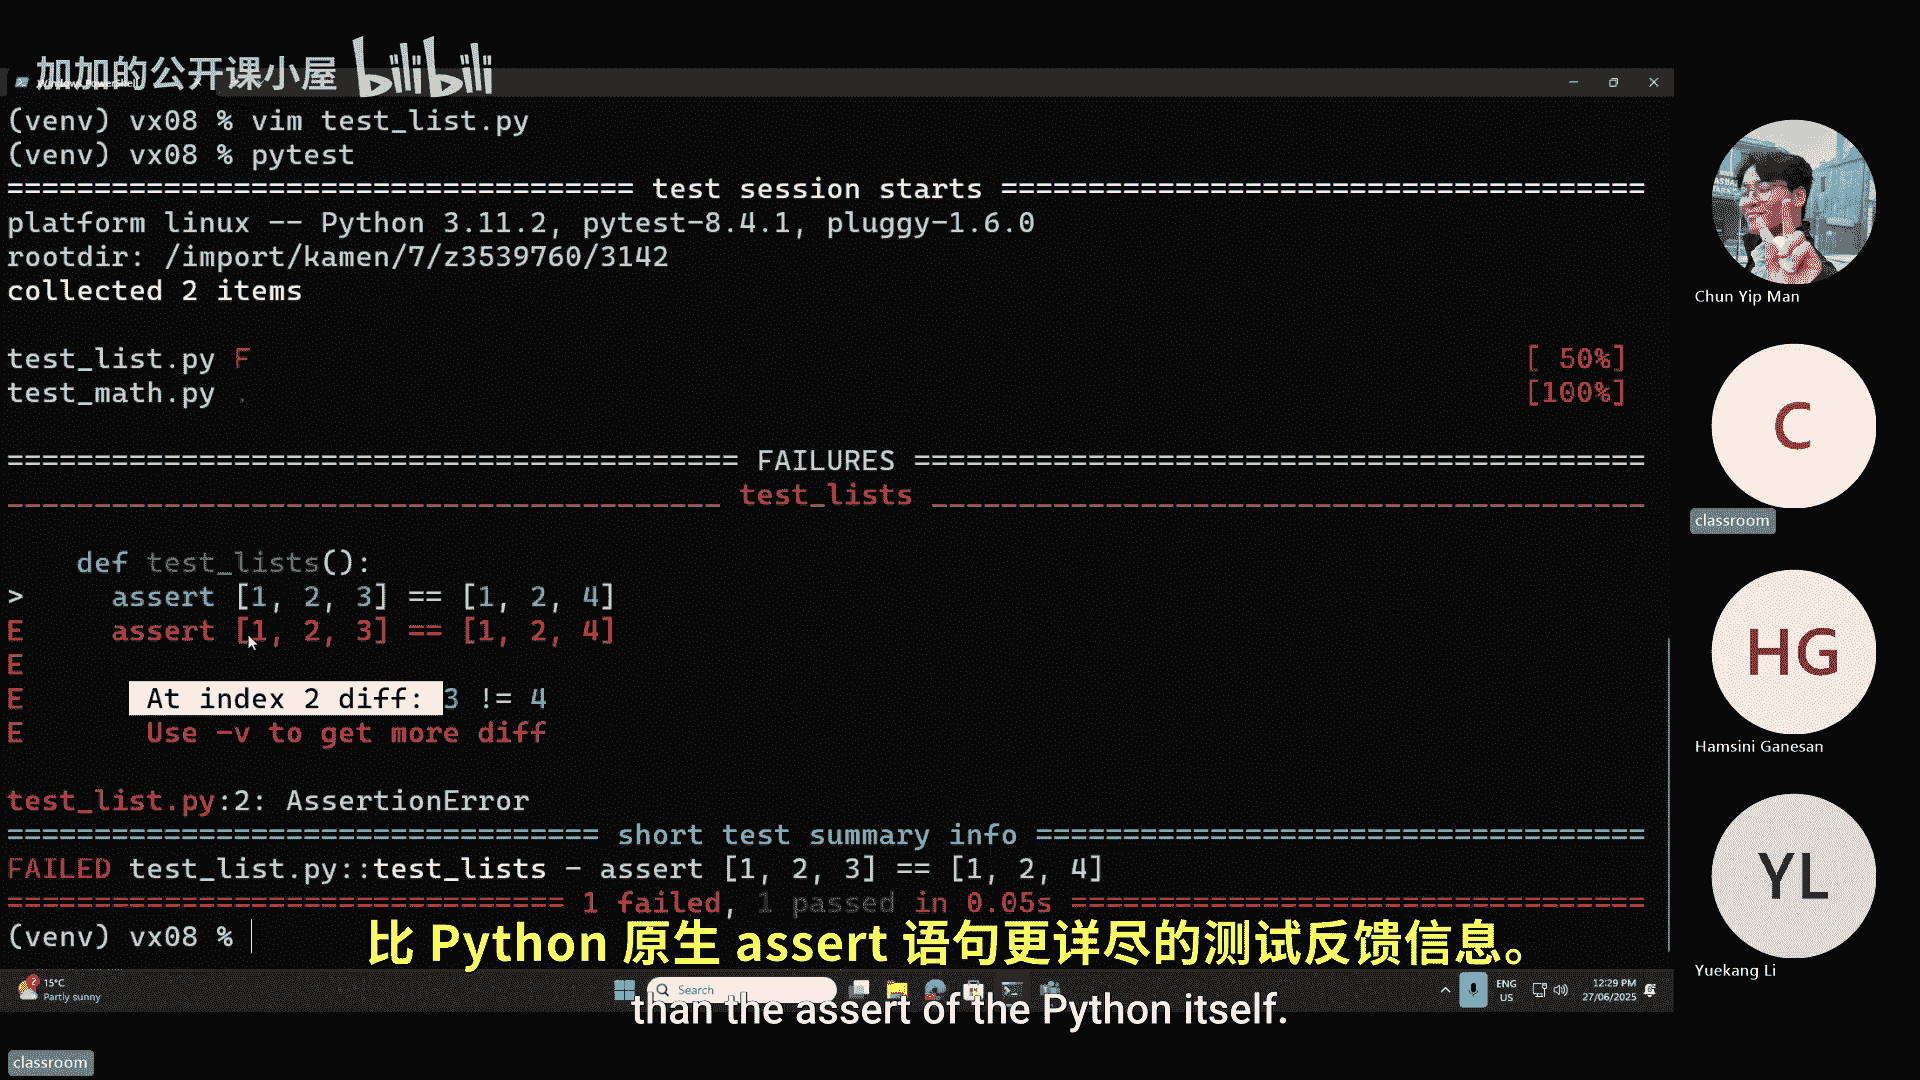 加加的公开课小屋 bilibili
(venv) vx08 % vim test_list.py
(venv) vx08 % pytest
==================================== test session starts =====================================
platform linux -- Python 3.11.2, pytest-8.4.1, pluggy-1.6.0
rootdir: /import/kamen/7/z3539760/3142
collected 2 items
test_list.py F [ 50%]
test_math.py . [100%]
========================================== FAILURES ==========================================
_________________________________________ test_lists _________________________________________
def test_lists():
> assert [1, 2, 3] == [1, 2, 4]
E assert [1, 2, 3] == [1, 2, 4]
E
E At index 2 diff: 3 != 4
E Use -v to get more diff
test_list.py:2: AssertionError
================================== short test summary info ===================================
FAILED test_list.py::test_lists - assert [1, 2, 3] == [1, 2, 4]
================================ 1 failed, 1 passed in 0.05s =================================
(venv) vx08 %
比 Python 原生 assert 语句更详尽的测试反馈信息。
than the assert of the Python itself.
2
15°C
Partly sunny
Search
ENG
US
12:29 PM
27/06/2025
classroom
Chun Yip Man
C
classroom
HG
Hamsini Ganesan
YL
Yuekang Li